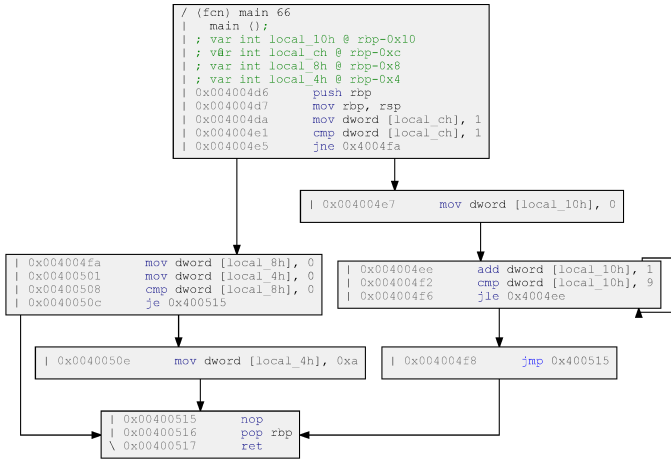 / (fcn) main 66
|   main ();
| ; var int local_10h @ rbp-0x10
| ; var int local_ch @ rbp-0xc
| ; var int local_8h @ rbp-0x8
| ; var int local_4h @ rbp-0x4
| 0x004004d6 push rbp
| 0x004004d7 mov rbp, rsp
| 0x004004da mov dword [local_ch], 1
| 0x004004e1 cmp dword [local_ch], 1
| 0x004004e5 jne 0x4004fa
| 0x004004e7 mov dword [local_10h], 0
| 0x004004fa mov dword [local_8h], 0
| 0x00400501 mov dword [local_4h], 0
| 0x00400508 cmp dword [local_8h], 0
| 0x0040050c je 0x400515
| 0x004004ee add dword [local_10h], 1
| 0x004004f2 cmp dword [local_10h], 9
| 0x004004f6 jle 0x4004ee
| 0x0040050e mov dword [local_4h], 0xa
| 0x004004f8 jmp 0x400515
| 0x00400515 nop
| 0x00400516 pop rbp
\ 0x00400517 ret